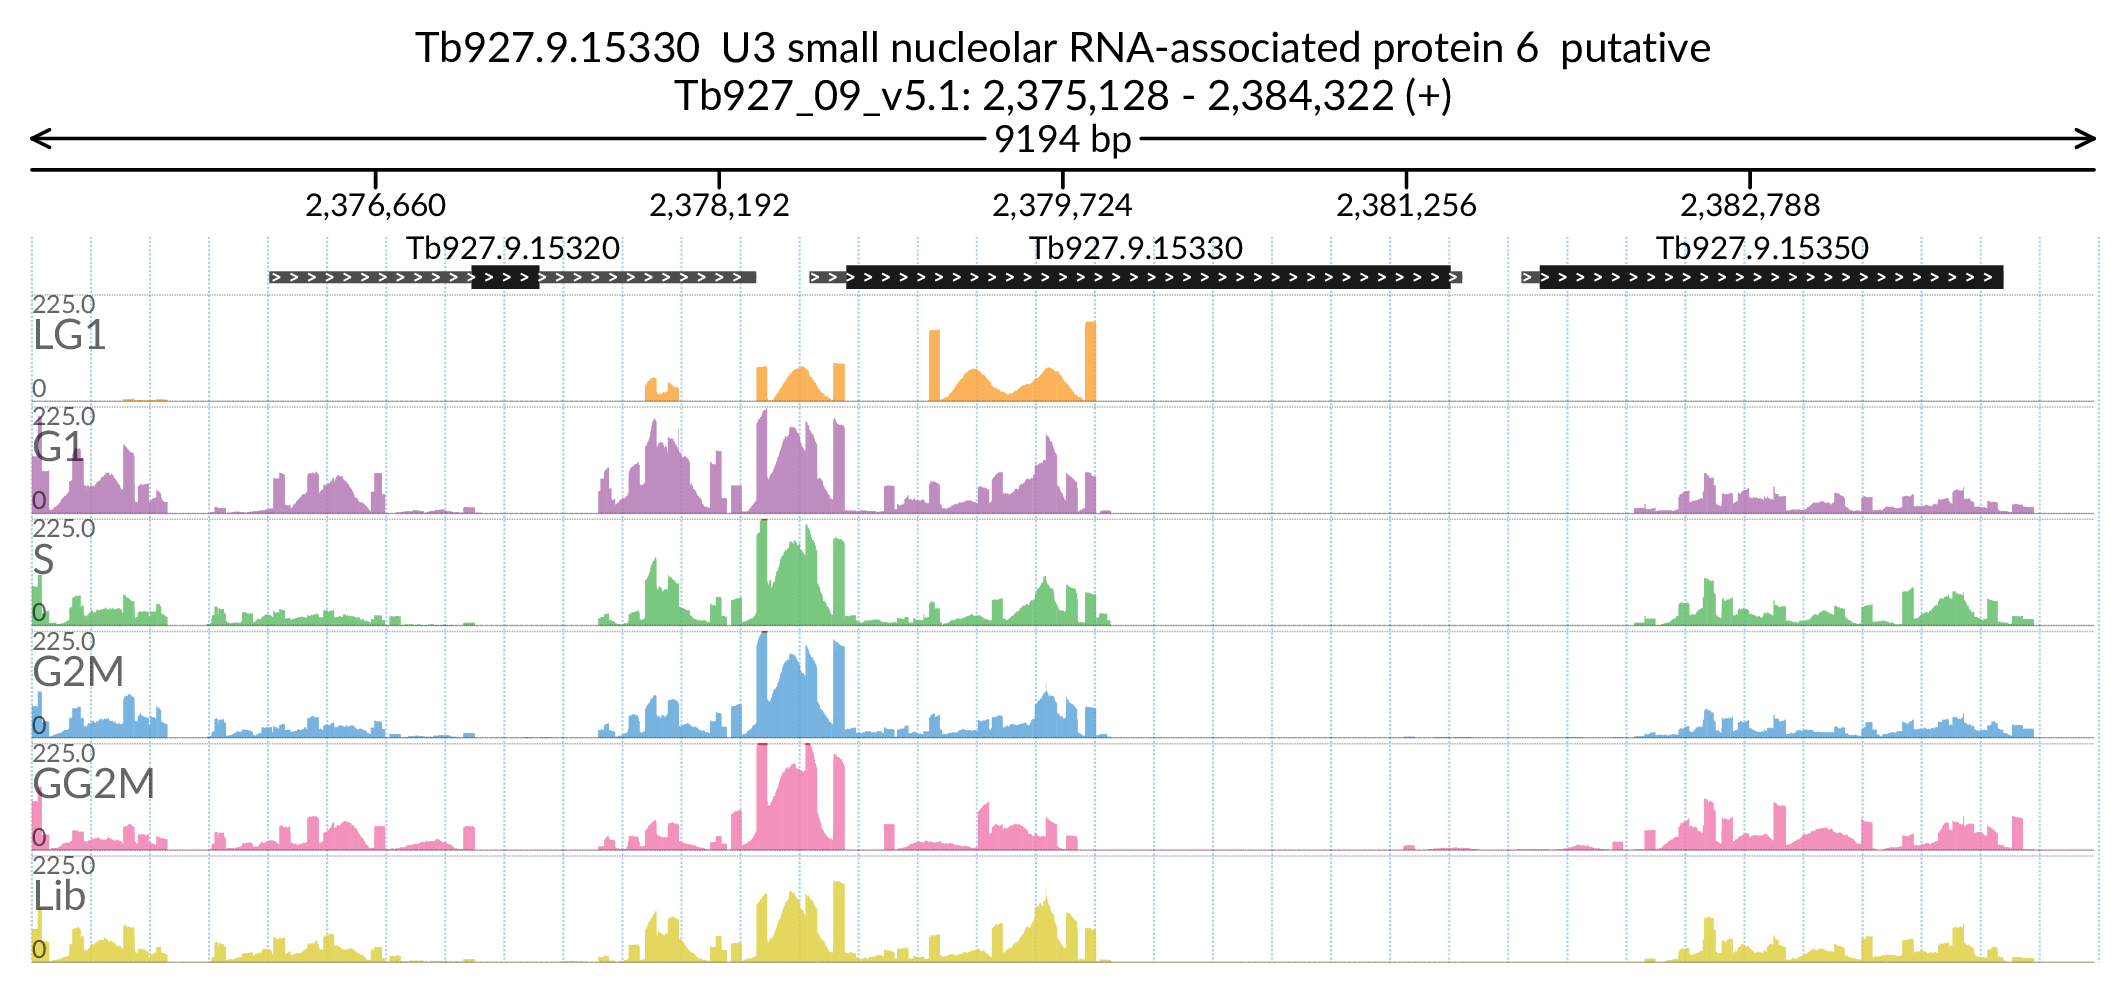 Tb927.9.15330  U3 small nucleolar RNA-associated protein 6  putative
Tb927_09_v5.1: 2,375,128 - 2,384,322 (+)
9194 bp
2,376,660 2,378,192 2,379,724 2,381,256 2,382,788
Tb927.9.15320 Tb927.9.15330 Tb927.9.15350
225.0
LG1
0
225.0
G1
0
225.0
S
0
225.0
G2M
0
225.0
GG2M
0
225.0
Lib
0